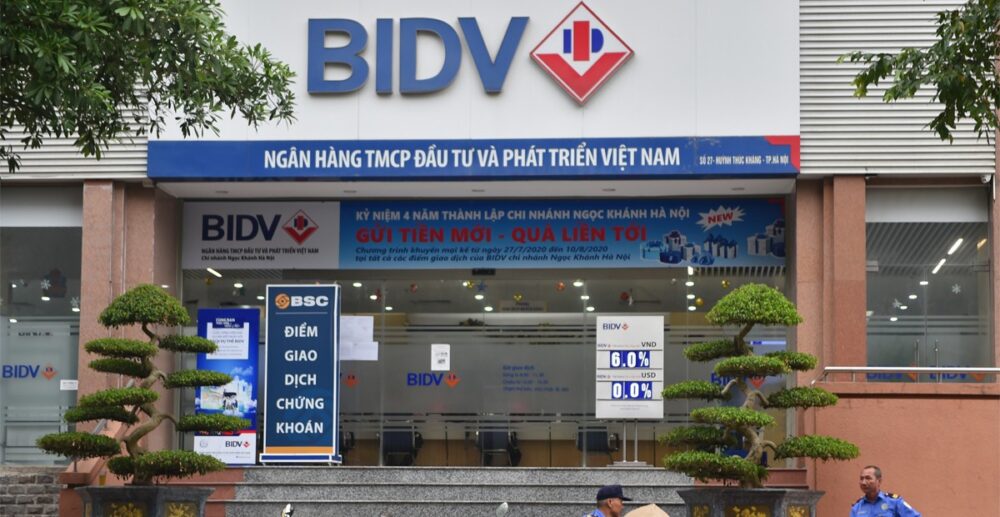 BIDV
NGÂN HÀNG TMCP ĐẦU TƯ VÀ PHÁT TRIỂN VIỆT NAM
SỐ 27- HUỲNH THÚC KHÁNG - TP.HÀ NỘI
BIDV
NGÂN HÀNG TMCP ĐẦU TƯ VÀ PHÁT TRIỂN VIỆT NAM
Chi nhánh Ngọc Khánh Hà Nội
KỶ NIỆM 4 NĂM THÀNH LẬP CHI NHÁNH NGỌC KHÁNH HÀ NỘI
NEW
GỬI TIỀN MỚI - QUA LIỀN TỚI
Chương trình khuyến mại kể từ ngày 27/7/2020 đến 10/8/2020
tại tất cả các điểm giao dịch của BIDV chi nhánh Ngọc Khánh Hà Nội
BSC
ĐIỂM
GIAO
DỊCH
CHỨNG
KHOÁN
BIDV
VND
6.0%
USD
0.0%
BIDV
BIDV
Giờ giao dịch
BIDV